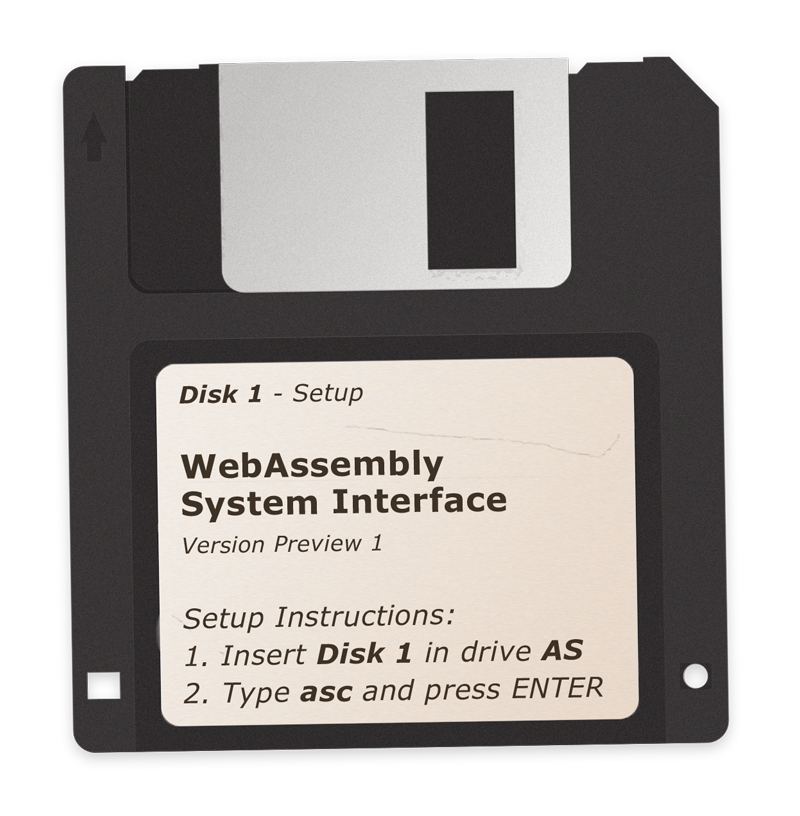 Disk 1 - Setup
WebAssembly
System Interface
Version Preview 1
Setup Instructions:
1. Insert Disk 1 in drive AS
2. Type asc and press ENTER